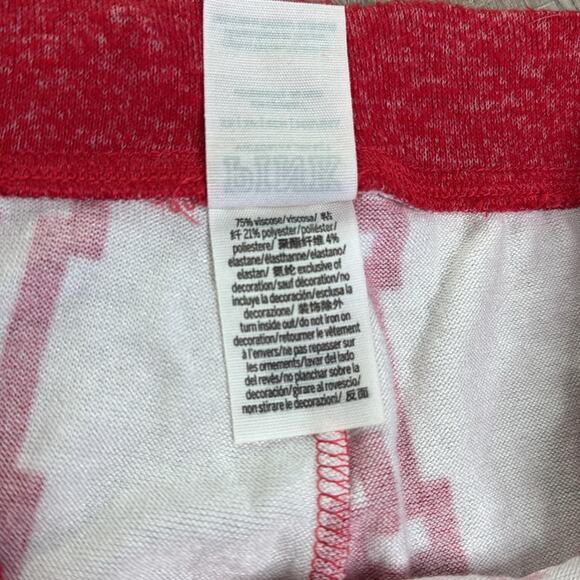 75% viscose/viscosa/ 粘
纤 21% polyester/poliéster/
poliestere/ 聚酯纤维 4%
elastane/élasthanne/elastano/
elastan/ 氨纶 exclusive of
decoration/sauf décoration/no
incluye la decoración/esclusa la
decorazione/ 装饰除外
turn inside out/do not iron on
decoration/retourner le vêtement
à l'envers/ne pas repasser sur
les ornements/lavar del lado
del revés/no planchar sobre la
decoración/girare al rovescio/
non stirare le decorazioni/ 反面